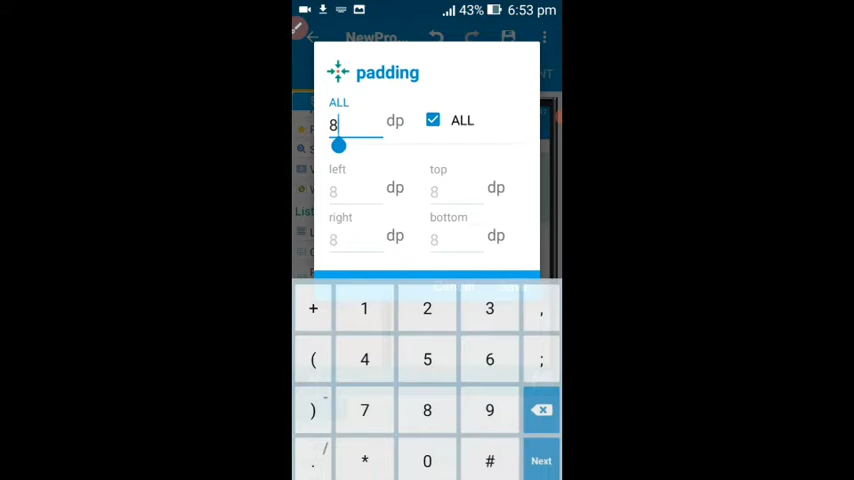 43% 6:53 pm
NewPro...
padding
ALL
8 dp ALL
left top
8 dp 8 dp
right bottom
8 dp 8 dp
List
+ 1 2 3 ,
( 4 5 6 ;
) - 7 8 9
. / * 0 # Next